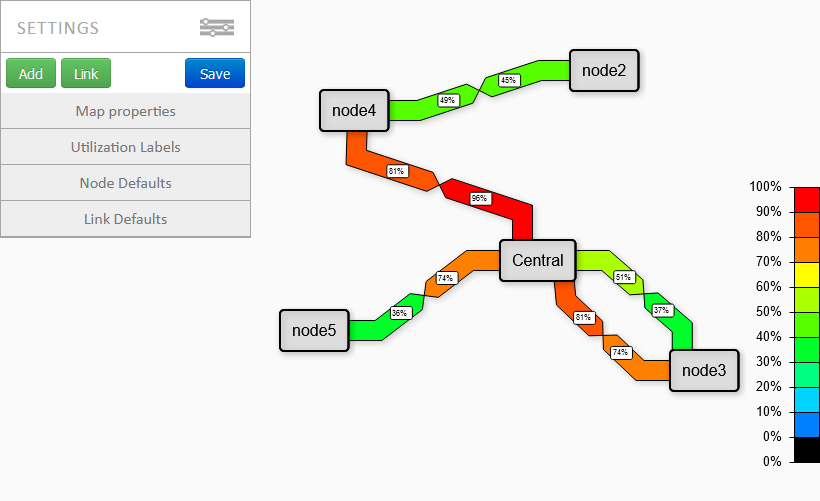 SETTINGS
Add
Link
Save
Map properties
Utilization Labels
Node Defaults
Link Defaults
node2
45%
49%
node4
81%
96%
Central
74%
51%
36%
37%
81%
node5
74%
node3
100%
90%
80%
70%
60%
50%
40%
30%
20%
10%
0%
0%